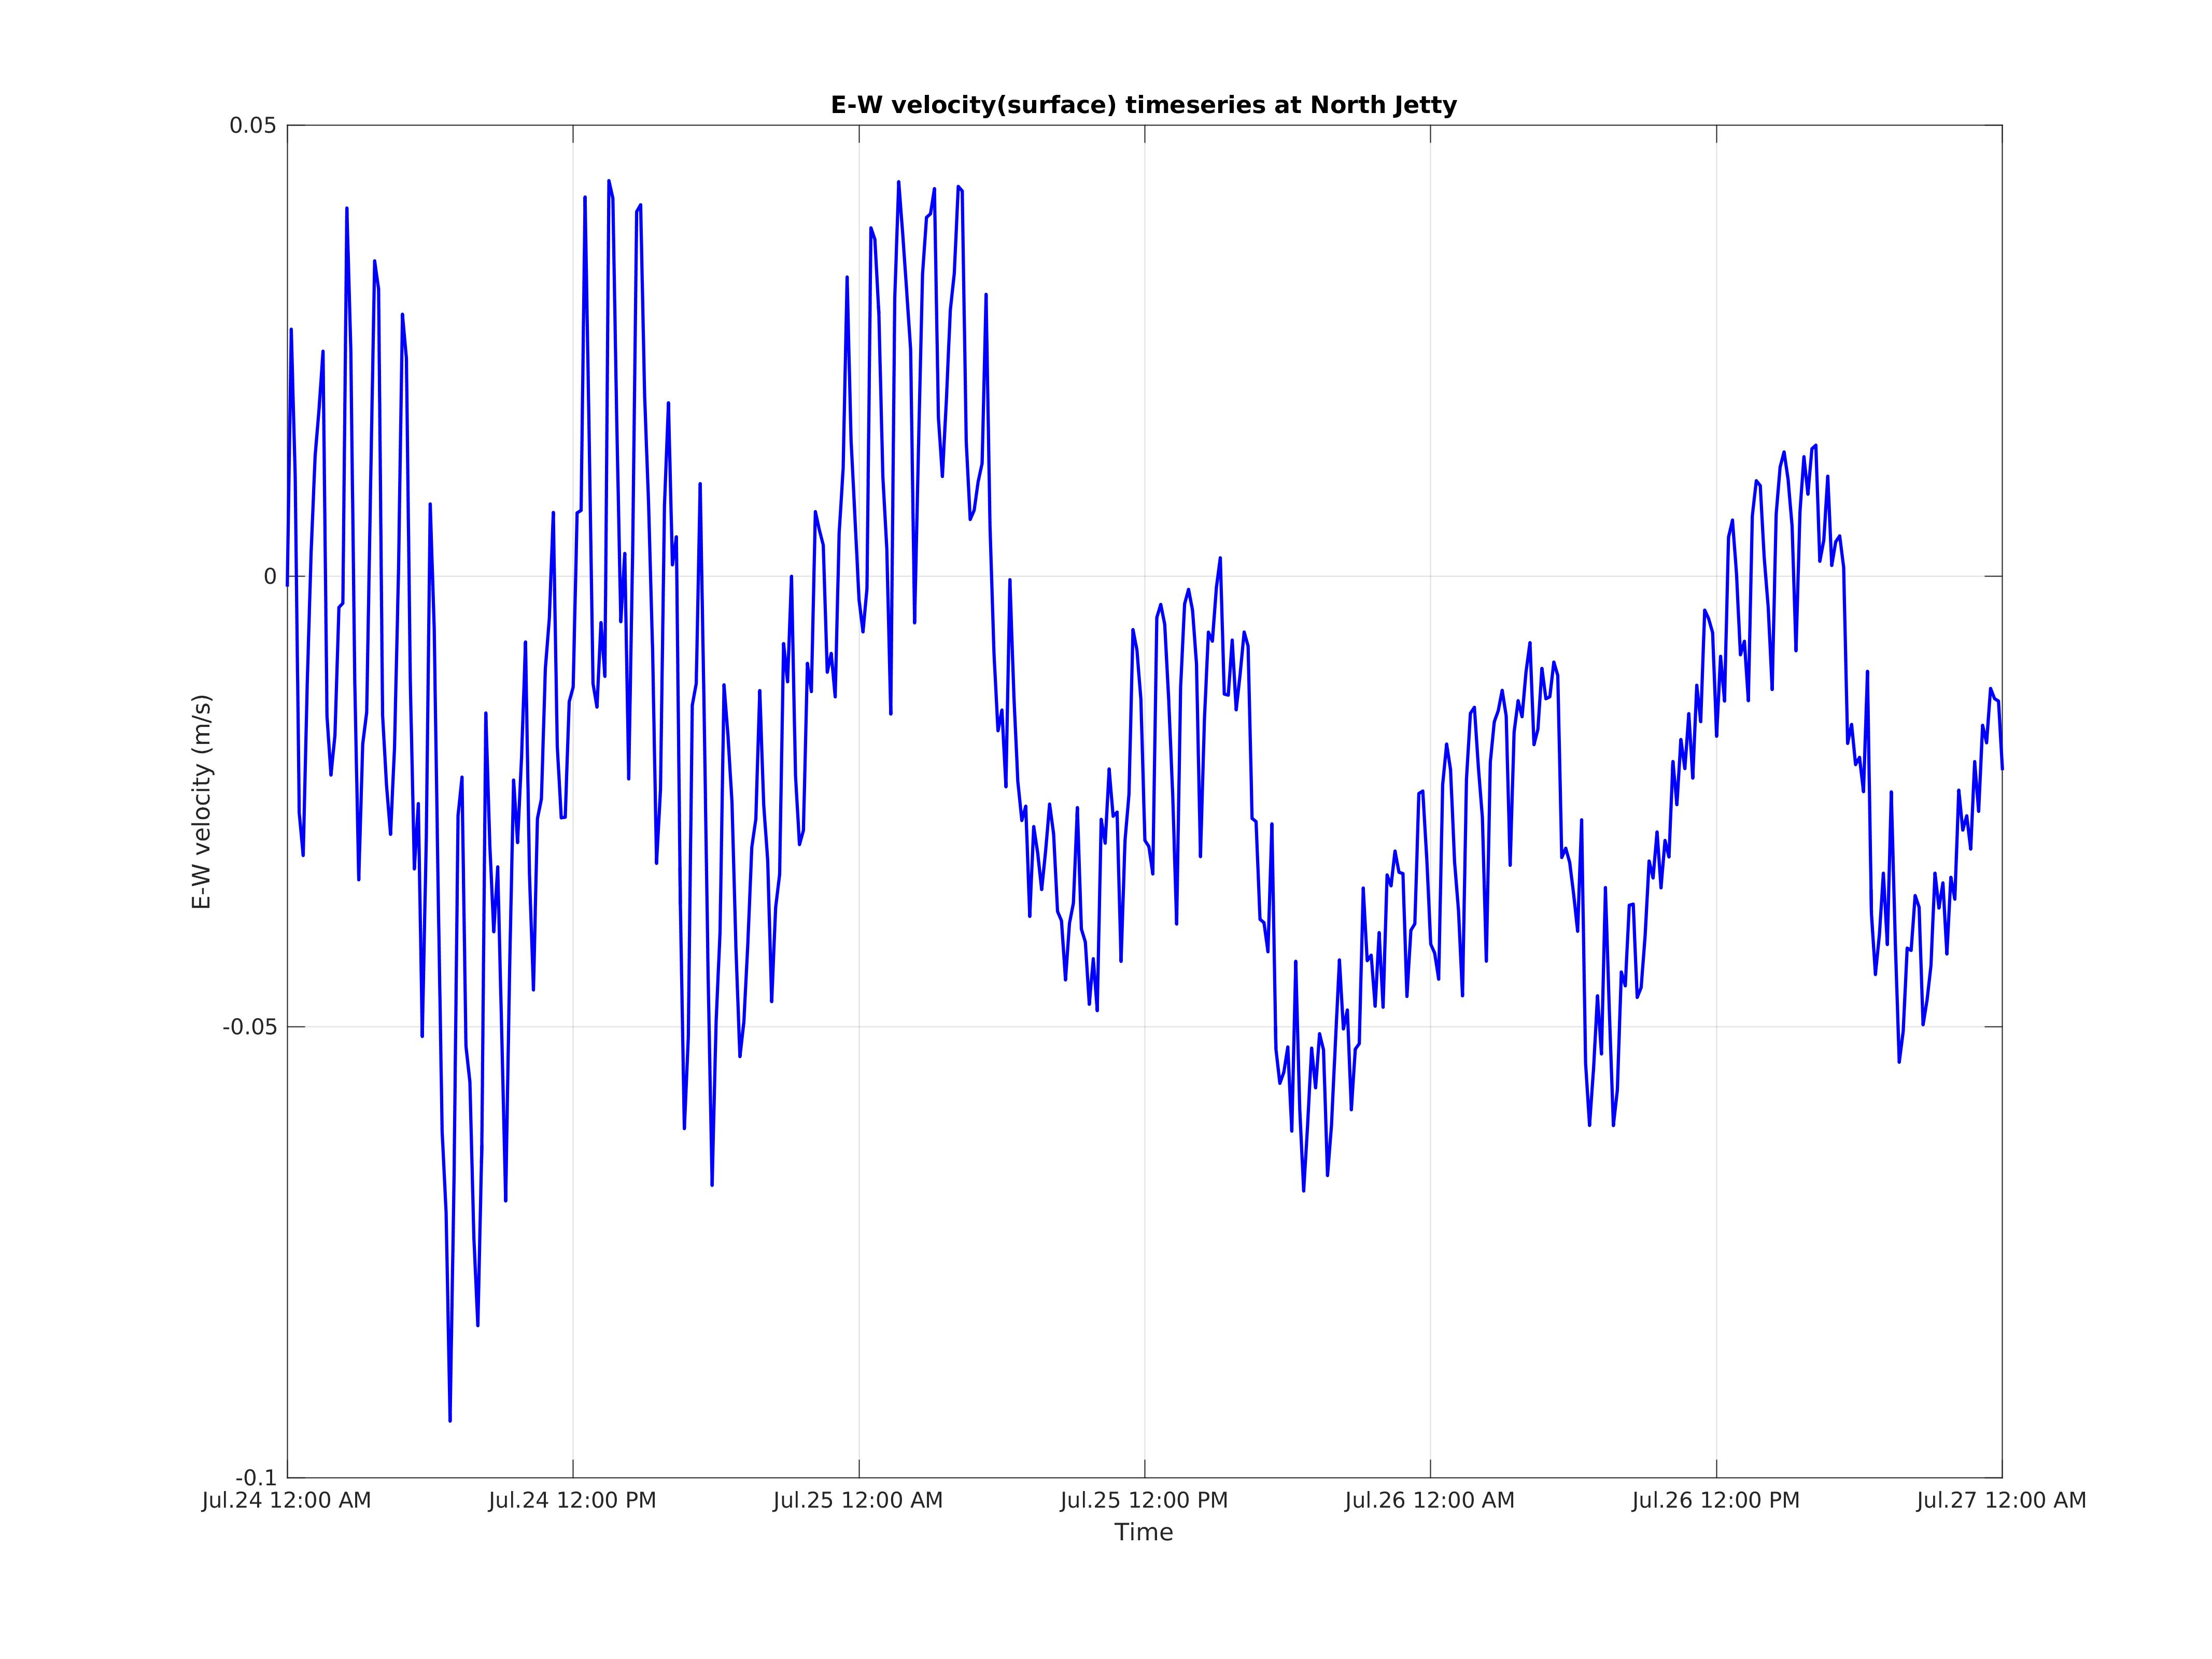 E-W velocity(surface) timeseries at North Jetty
0.05
0
-0.05
-0.1
E-W velocity (m/s)
Jul.24 12:00 AM
Jul.24 12:00 PM
Jul.25 12:00 AM
Jul.25 12:00 PM
Jul.26 12:00 AM
Jul.26 12:00 PM
Jul.27 12:00 AM
Time